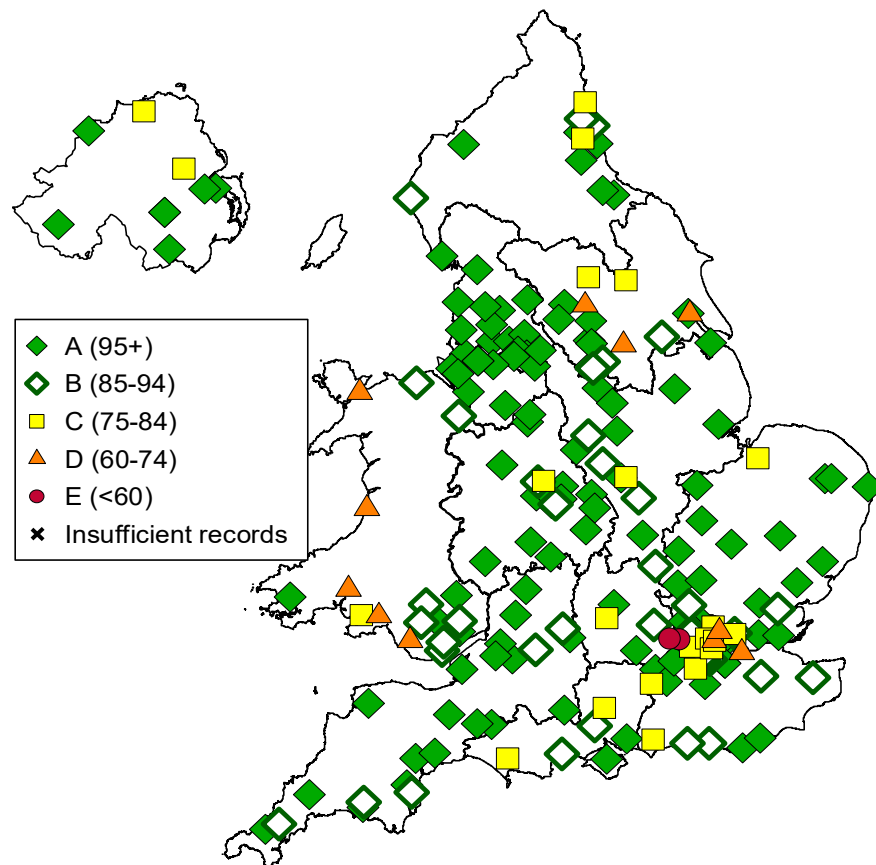 A (95+)
B (85-94)
C (75-84)
D (60-74)
E (<60)
Insufficient records